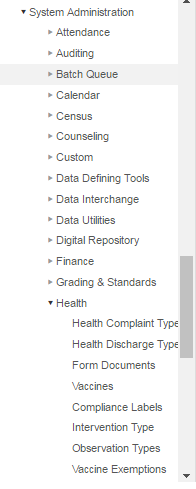 System Administration
Attendance
Auditing
Batch Queue
Calendar
Census
Counseling
Custom
Data Defining Tools
Data Interchange
Data Utilities
Digital Repository
Finance
Grading & Standards
Health
Health Complaint Type
Health Discharge Type
Form Documents
Vaccines
Compliance Labels
Intervention Type
Observation Types
Vaccine Exemptions